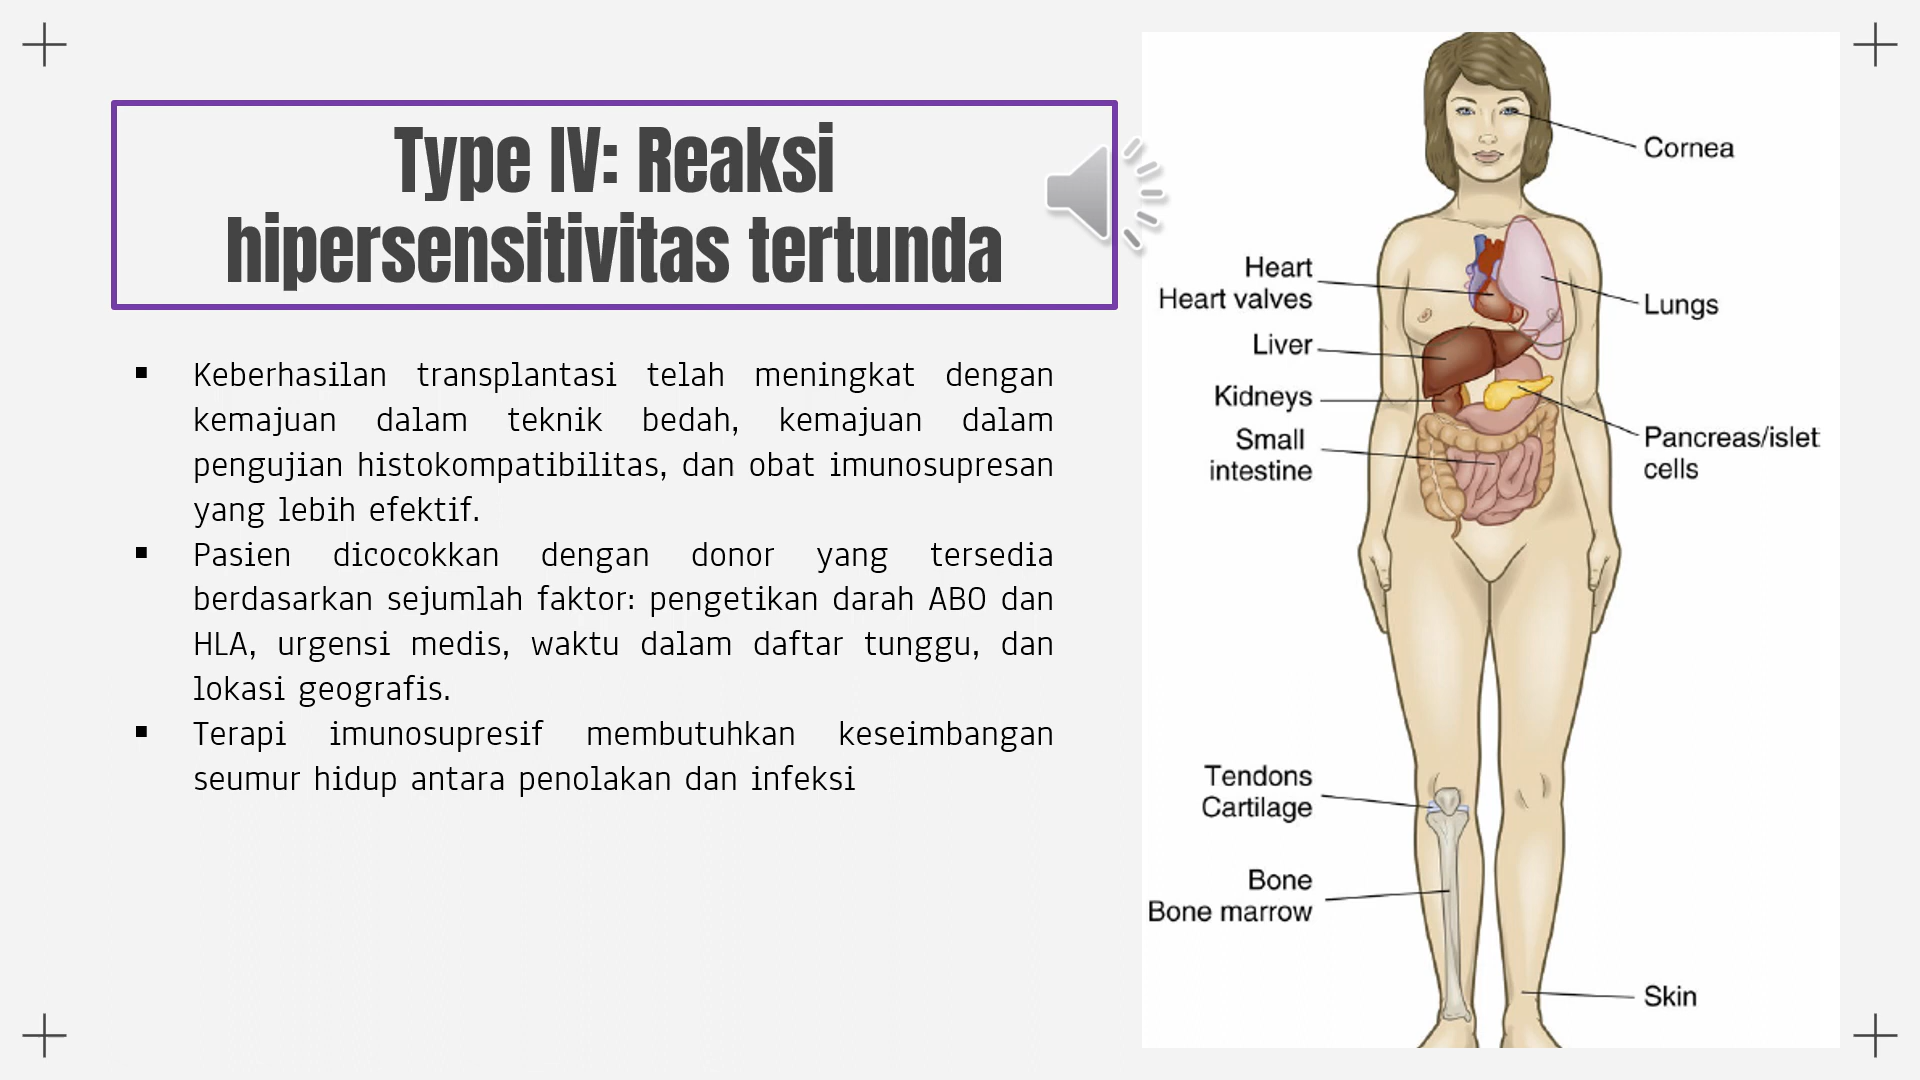 Type IV: Reaksi
hipersensitivitas tertunda
▪ Keberhasilan transplantasi telah meningkat dengan
kemajuan dalam teknik bedah, kemajuan dalam
pengujian histokompatibilitas, dan obat imunosupresan
yang lebih efektif.
▪ Pasien dicocokkan dengan donor yang tersedia
berdasarkan sejumlah faktor: pengetikan darah ABO dan
HLA, urgensi medis, waktu dalam daftar tunggu, dan
lokasi geografis.
▪ Terapi imunosupresif membutuhkan keseimbangan
seumur hidup antara penolakan dan infeksi
Cornea
Heart
Heart valves
Lungs
Liver
Kidneys
Small
intestine
Pancreas/islet
cells
Tendons
Cartilage
Bone
Bone marrow
Skin